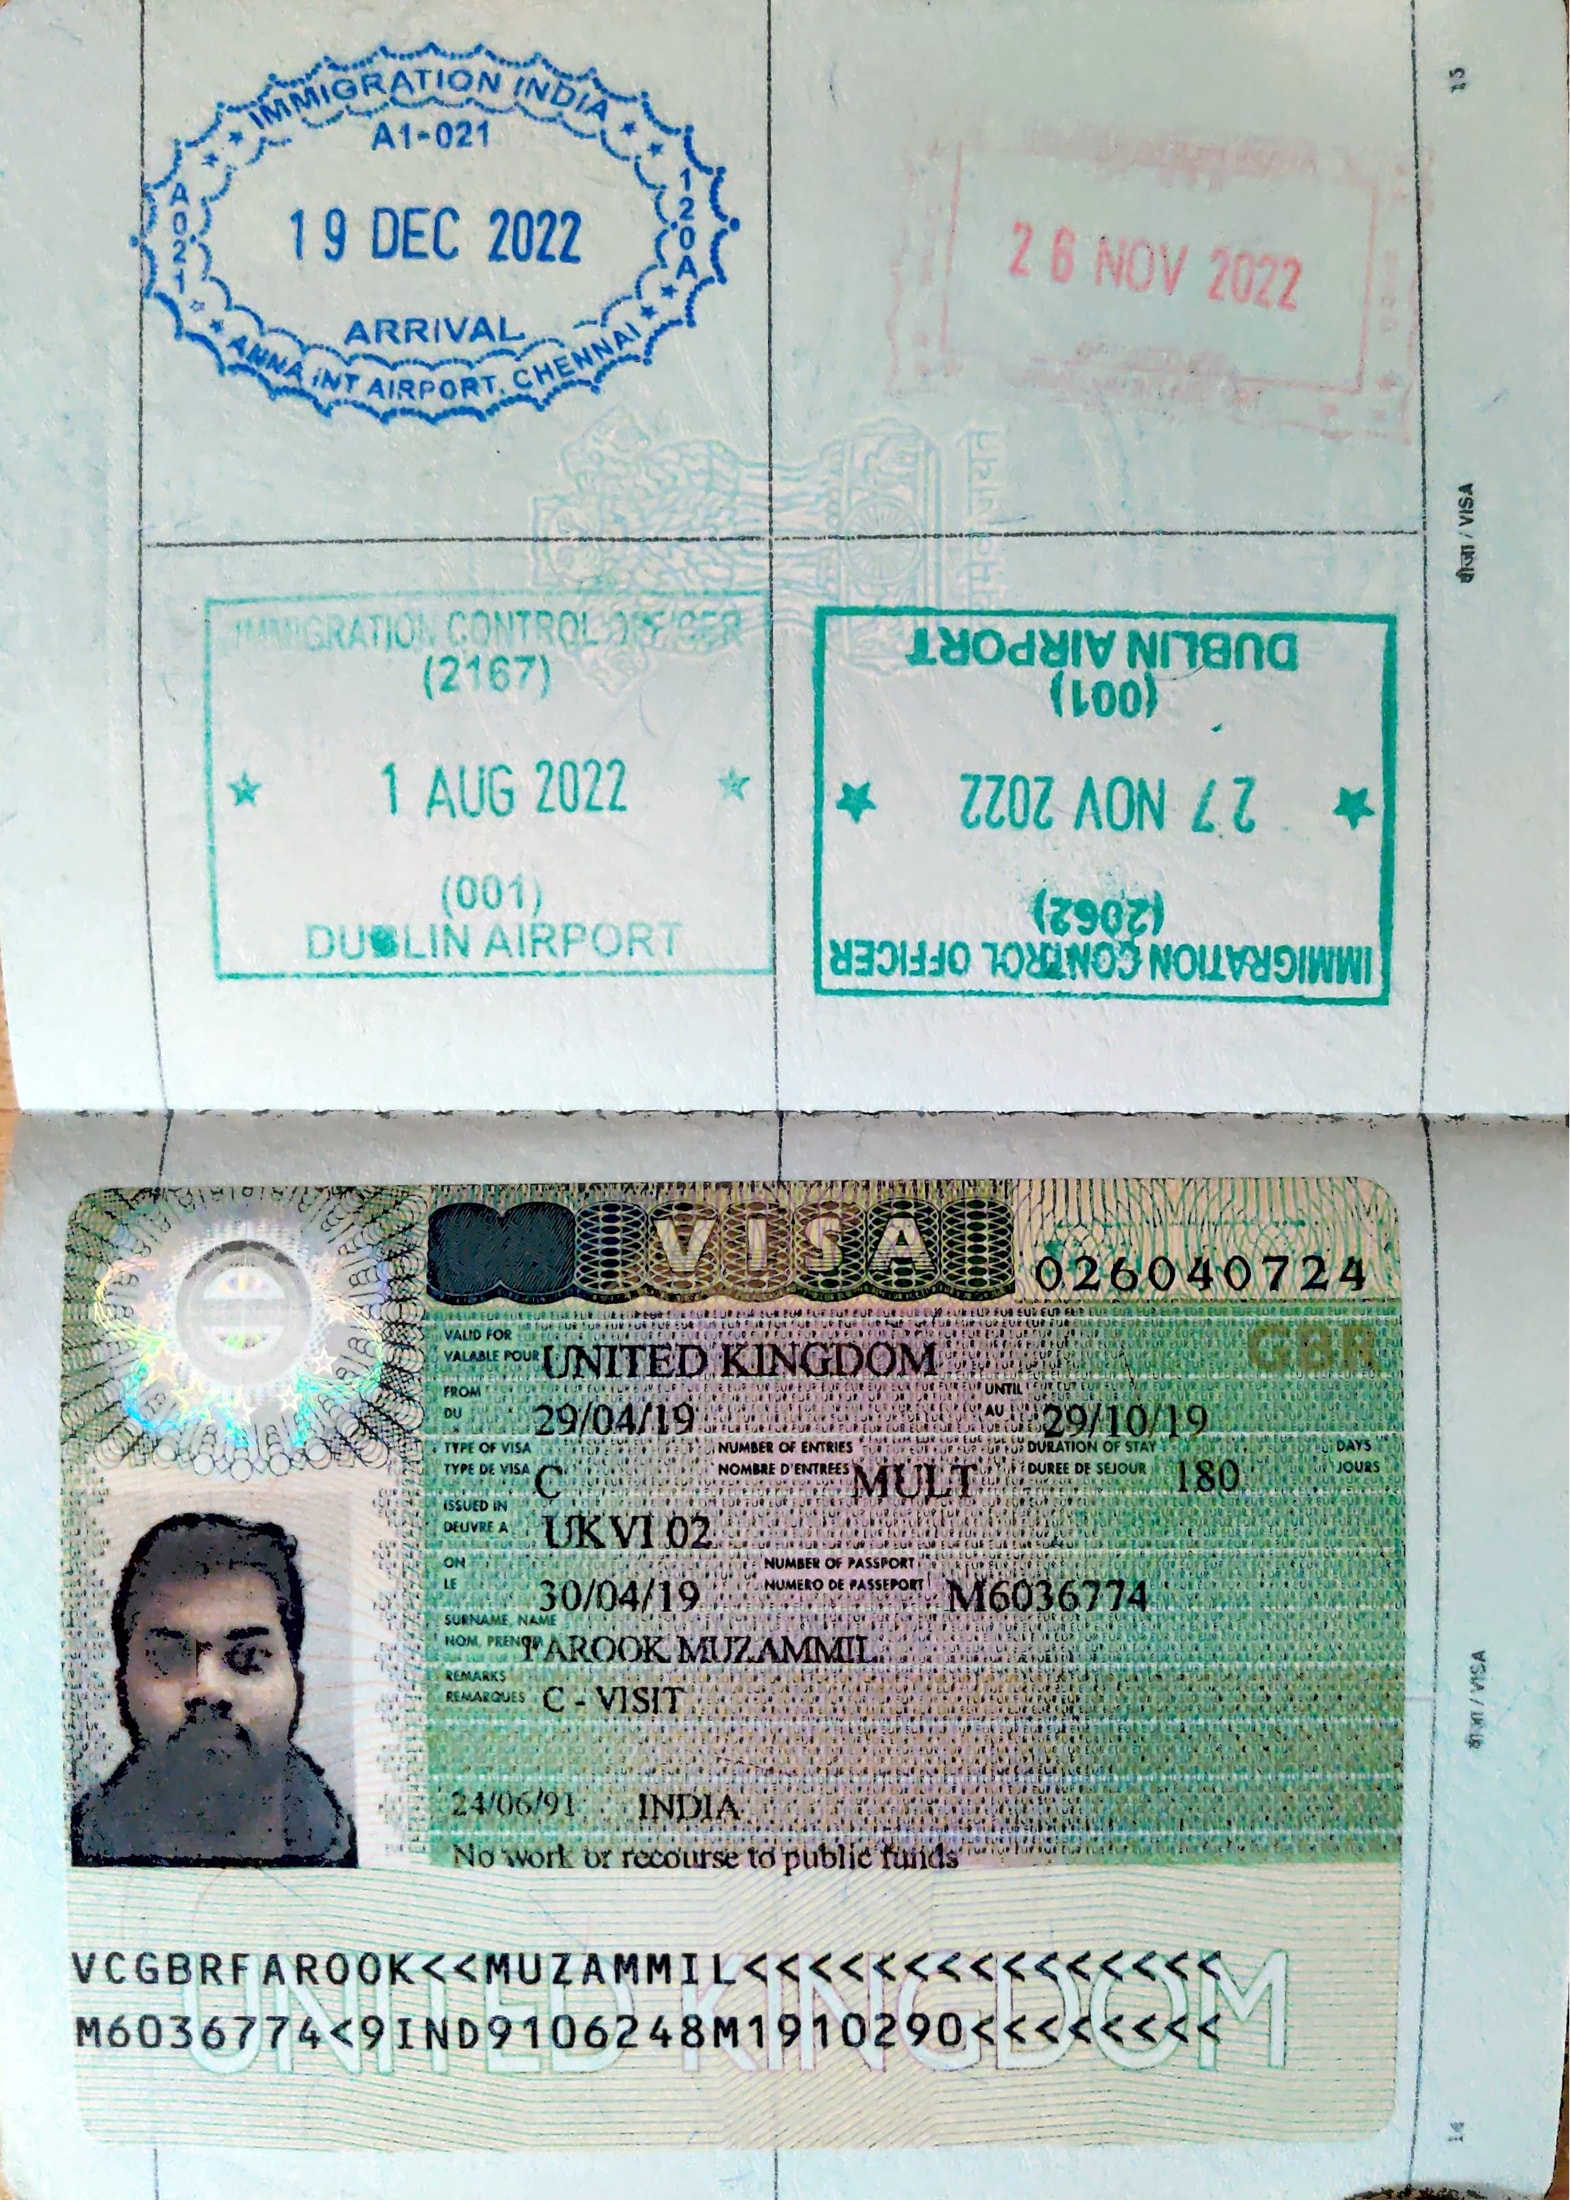 IMMIGRATION INDIA
A1-021
A021
120A
19 DEC 2022
ARRIVAL
ANNA INT AIRPORT, CHENNAI
15
26 NOV 2022
वीजा / VISA
IMMIGRATION CONTROL OFFICER
(2167)
1 AUG 2022
(001)
DUBLIN AIRPORT
IMMIGRATION CONTROL OFFICER
(2062)
27 NOV 2022
(001)
DUBLIN AIRPORT
VISA
026040724
GBR
VALID FOR
VALABLE POUR UNITED KINGDOM
FROM UNTIL
DU 29/04/19 AU 29/10/19
TYPE OF VISA NUMBER OF ENTRIES DURATION OF STAY DAYS
TYPE DE VISA C NOMBRE D'ENTREES MULT DUREE DE SEJOUR 180 JOURS
ISSUED IN
DELIVRE A UKVI 02
ON NUMBER OF PASSPORT
LE 30/04/19 NUMERO DE PASSEPORT M6036774
SURNAME, NAME
NOM, PRENOM FAROOK MUZAMMIL
REMARKS
REMARQUES C - VISIT
24/06/91 INDIA
No work or recourse to public funds
VCGBRFAROOK<<MUZAMMIL<<<<<<<<<<<<<<<
M6036774<9IND9106248M1910290<<<<<<<<
UNITED KINGDOM
वीजा / VISA
14